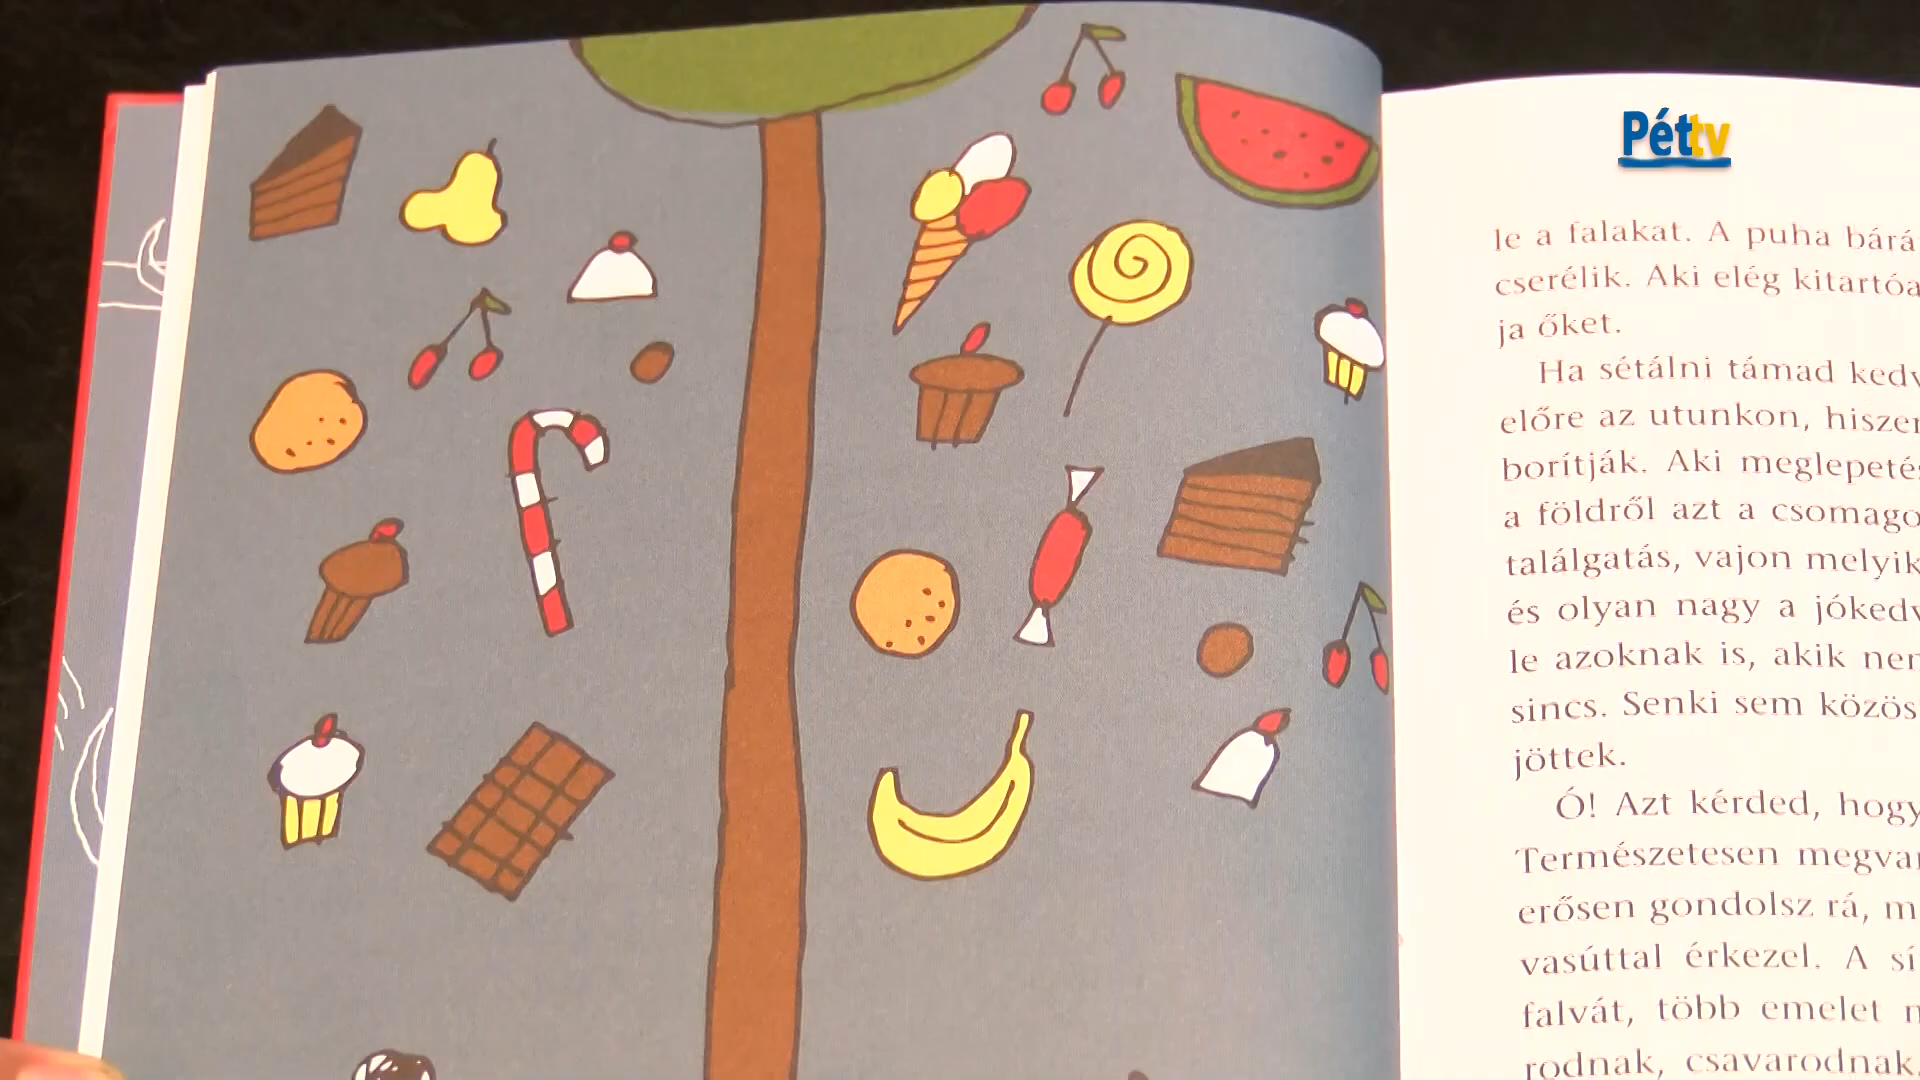 Péttv
le a falakat. A puha bárá
cserélik. Aki elég kitartóa
ja őket.
Ha sétálni támad kedv
előre az utunkon, hiszen
borítják. Aki meglepeté
a földről azt a csomago
találgatás, vajon melyik
és olyan nagy a jókedv
le azoknak is, akik nem
sincs. Senki sem közös
jöttek.
Ó! Azt kérded, hogy
Természetesen megvan
erősen gondolsz rá, m
vasúttal érkezel. A sí
falvát, több emelet m
rodnak, csavarodnak,